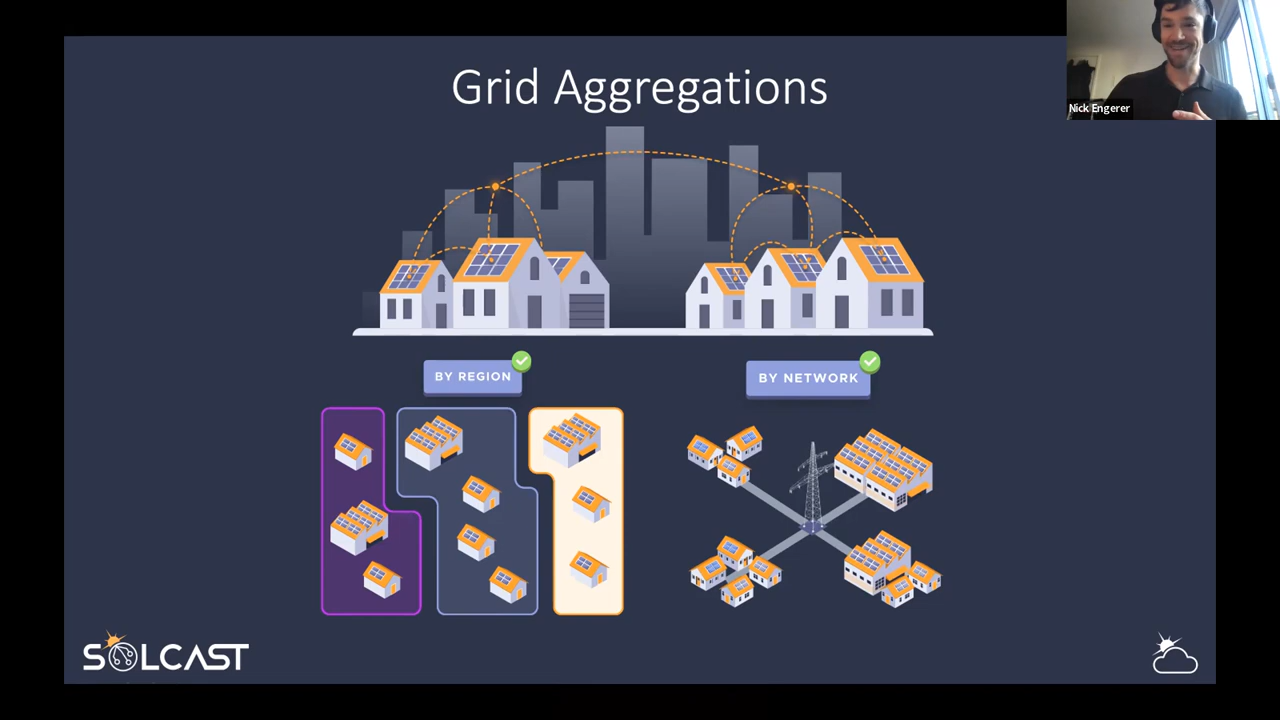 Grid Aggregations
Nick Engerer
BY REGION
BY NETWORK
SOLCAST